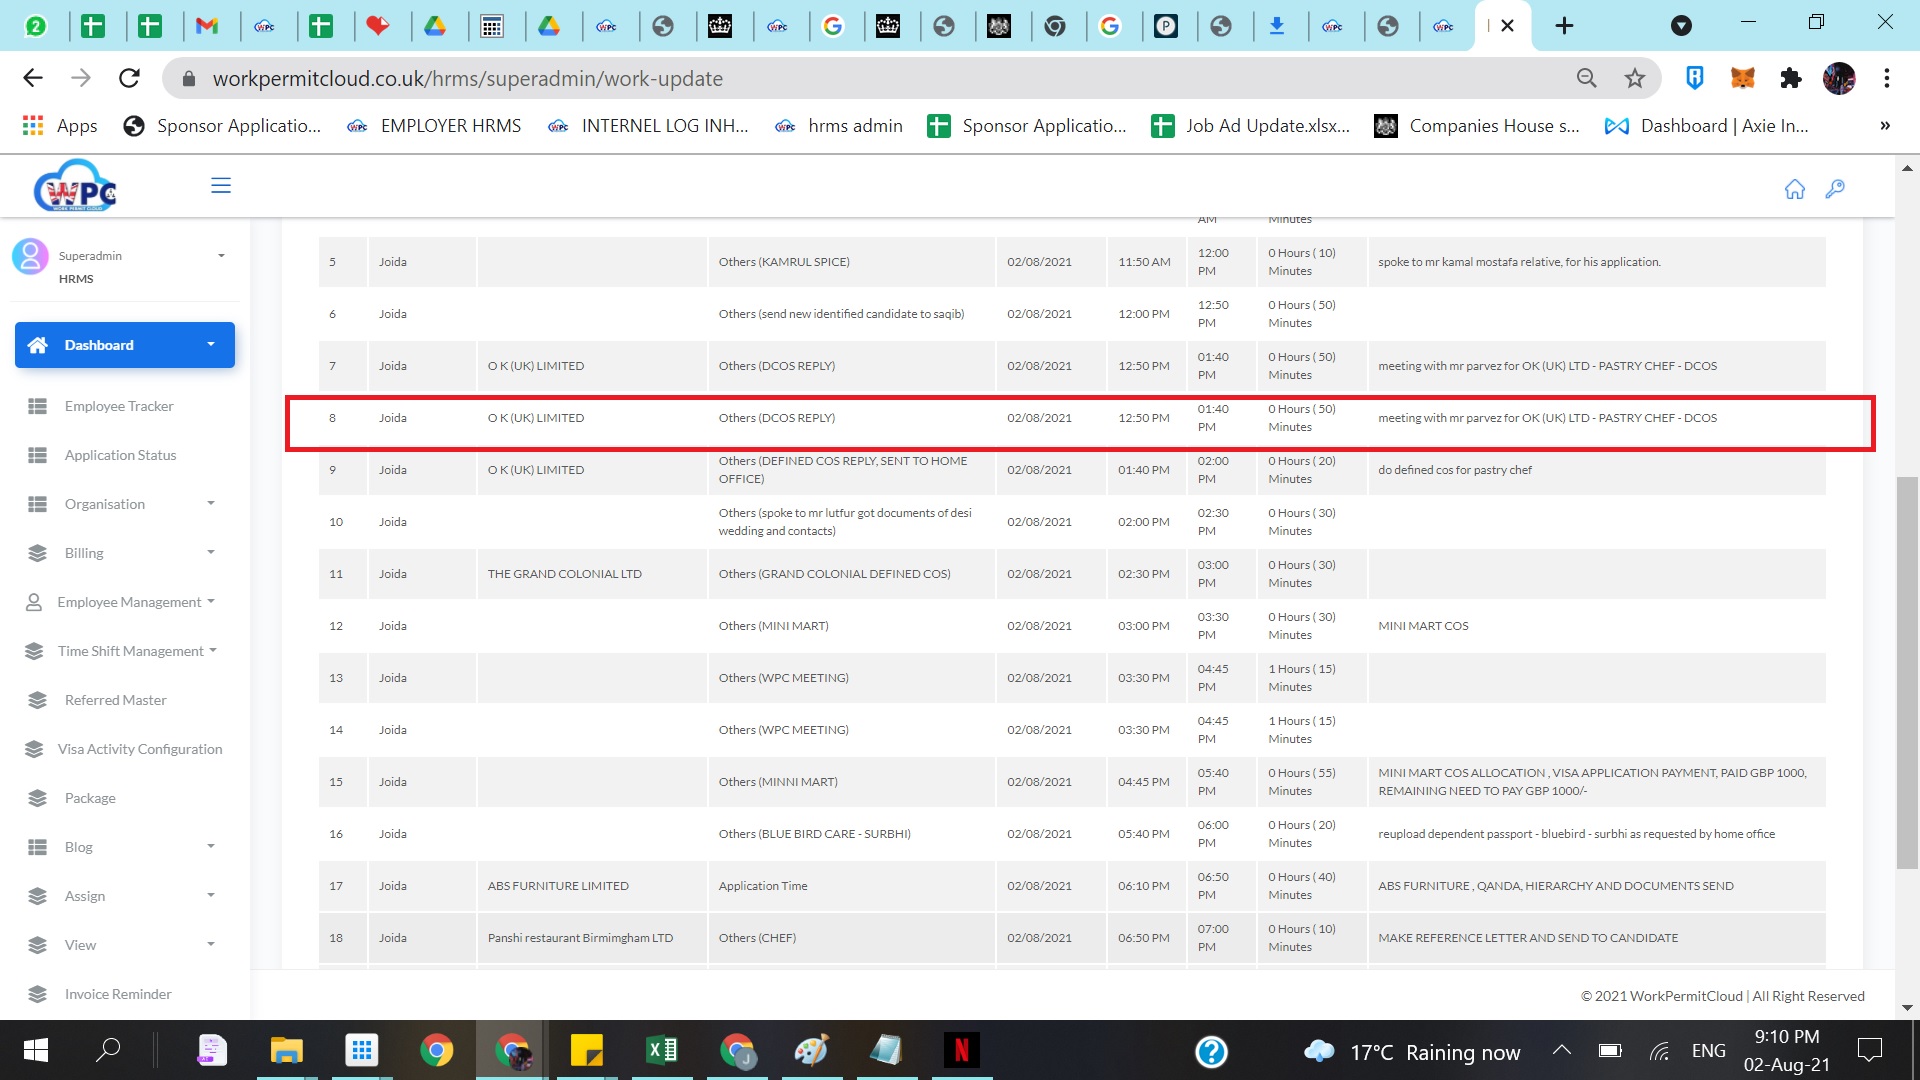 2
workpermitcloud.co.uk/hrms/superadmin/work-update
Apps
Sponsor Applicatio...
EMPLOYER HRMS
INTERNEL LOG INH...
hrms admin
Sponsor Applicatio...
Job Ad Update.xlsx...
Companies House s...
Dashboard | Axie In...
»
WPC
WORK PERMIT CLOUD
Superadmin
HRMS
Dashboard
Employee Tracker
Application Status
Organisation
Billing
Employee Management
Time Shift Management
Referred Master
Visa Activity Configuration
Package
Blog
Assign
View
Invoice Reminder
AM Minutes
5 Joida Others (KAMRUL SPICE) 02/08/2021 11:50 AM 12:00 PM 0 Hours ( 10) Minutes spoke to mr kamal mostafa relative, for his application.
6 Joida Others (send new identified candidate to saqib) 02/08/2021 12:00 PM 12:50 PM 0 Hours ( 50) Minutes
7 Joida O K (UK) LIMITED Others (DCOS REPLY) 02/08/2021 12:50 PM 01:40 PM 0 Hours ( 50) Minutes meeting with mr parvez for OK (UK) LTD - PASTRY CHEF - DCOS
8 Joida O K (UK) LIMITED Others (DCOS REPLY) 02/08/2021 12:50 PM 01:40 PM 0 Hours ( 50) Minutes meeting with mr parvez for OK (UK) LTD - PASTRY CHEF - DCOS
9 Joida O K (UK) LIMITED Others (DEFINED COS REPLY, SENT TO HOME OFFICE) 02/08/2021 01:40 PM 02:00 PM 0 Hours ( 20) Minutes do defined cos for pastry chef
10 Joida Others (spoke to mr lutfur got documents of desi wedding and contacts) 02/08/2021 02:00 PM 02:30 PM 0 Hours ( 30) Minutes
11 Joida THE GRAND COLONIAL LTD Others (GRAND COLONIAL DEFINED COS) 02/08/2021 02:30 PM 03:00 PM 0 Hours ( 30) Minutes
12 Joida Others (MINI MART) 02/08/2021 03:00 PM 03:30 PM 0 Hours ( 30) Minutes MINI MART COS
13 Joida Others (WPC MEETING) 02/08/2021 03:30 PM 04:45 PM 1 Hours ( 15) Minutes
14 Joida Others (WPC MEETING) 02/08/2021 03:30 PM 04:45 PM 1 Hours ( 15) Minutes
15 Joida Others (MINNI MART) 02/08/2021 04:45 PM 05:40 PM 0 Hours ( 55) Minutes MINI MART COS ALLOCATION , VISA APPLICATION PAYMENT, PAID GBP 1000, REMAINING NEED TO PAY GBP 1000/-
16 Joida Others (BLUE BIRD CARE - SURBHI) 02/08/2021 05:40 PM 06:00 PM 0 Hours ( 20) Minutes reupload dependent passport - bluebird - surbhi as requested by home office
17 Joida ABS FURNITURE LIMITED Application Time 02/08/2021 06:10 PM 06:50 PM 0 Hours ( 40) Minutes ABS FURNITURE , QANDA, HIERARCHY AND DOCUMENTS SEND
18 Joida Panshi restaurant Birmimgham LTD Others (CHEF) 02/08/2021 06:50 PM 07:00 PM 0 Hours ( 10) Minutes MAKE REFERENCE LETTER AND SEND TO CANDIDATE
© 2021 WorkPermitCloud | All Right Reserved
17°C Raining now
ENG
9:10 PM
02-Aug-21